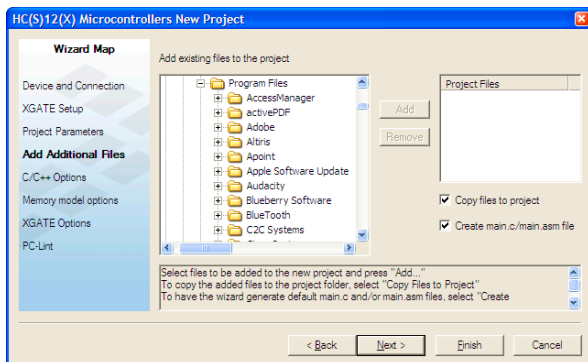 HC(S)12(X) Microcontrollers New Project
Wizard Map
Device and Connection
XGATE Setup
Project Parameters
Add Additional Files
C/C++ Options
Memory model options
XGATE Options
PC-Lint
Add existing files to the project
Program Files
AccessManager
activePDF
Adobe
Altiris
Apoint
Apple Software Update
Audacity
Blueberry Software
BlueTooth
C2C Systems
Add
Remove
Project Files
Copy files to project
Create main.c/main.asm file
Select files to be added to the new project and press "Add..."
To copy the added files to the project folder, select "Copy Files to Project"
To have the wizard generate default main.c and/or main.asm files, select "Create
< Back
Next >
Finish
Cancel